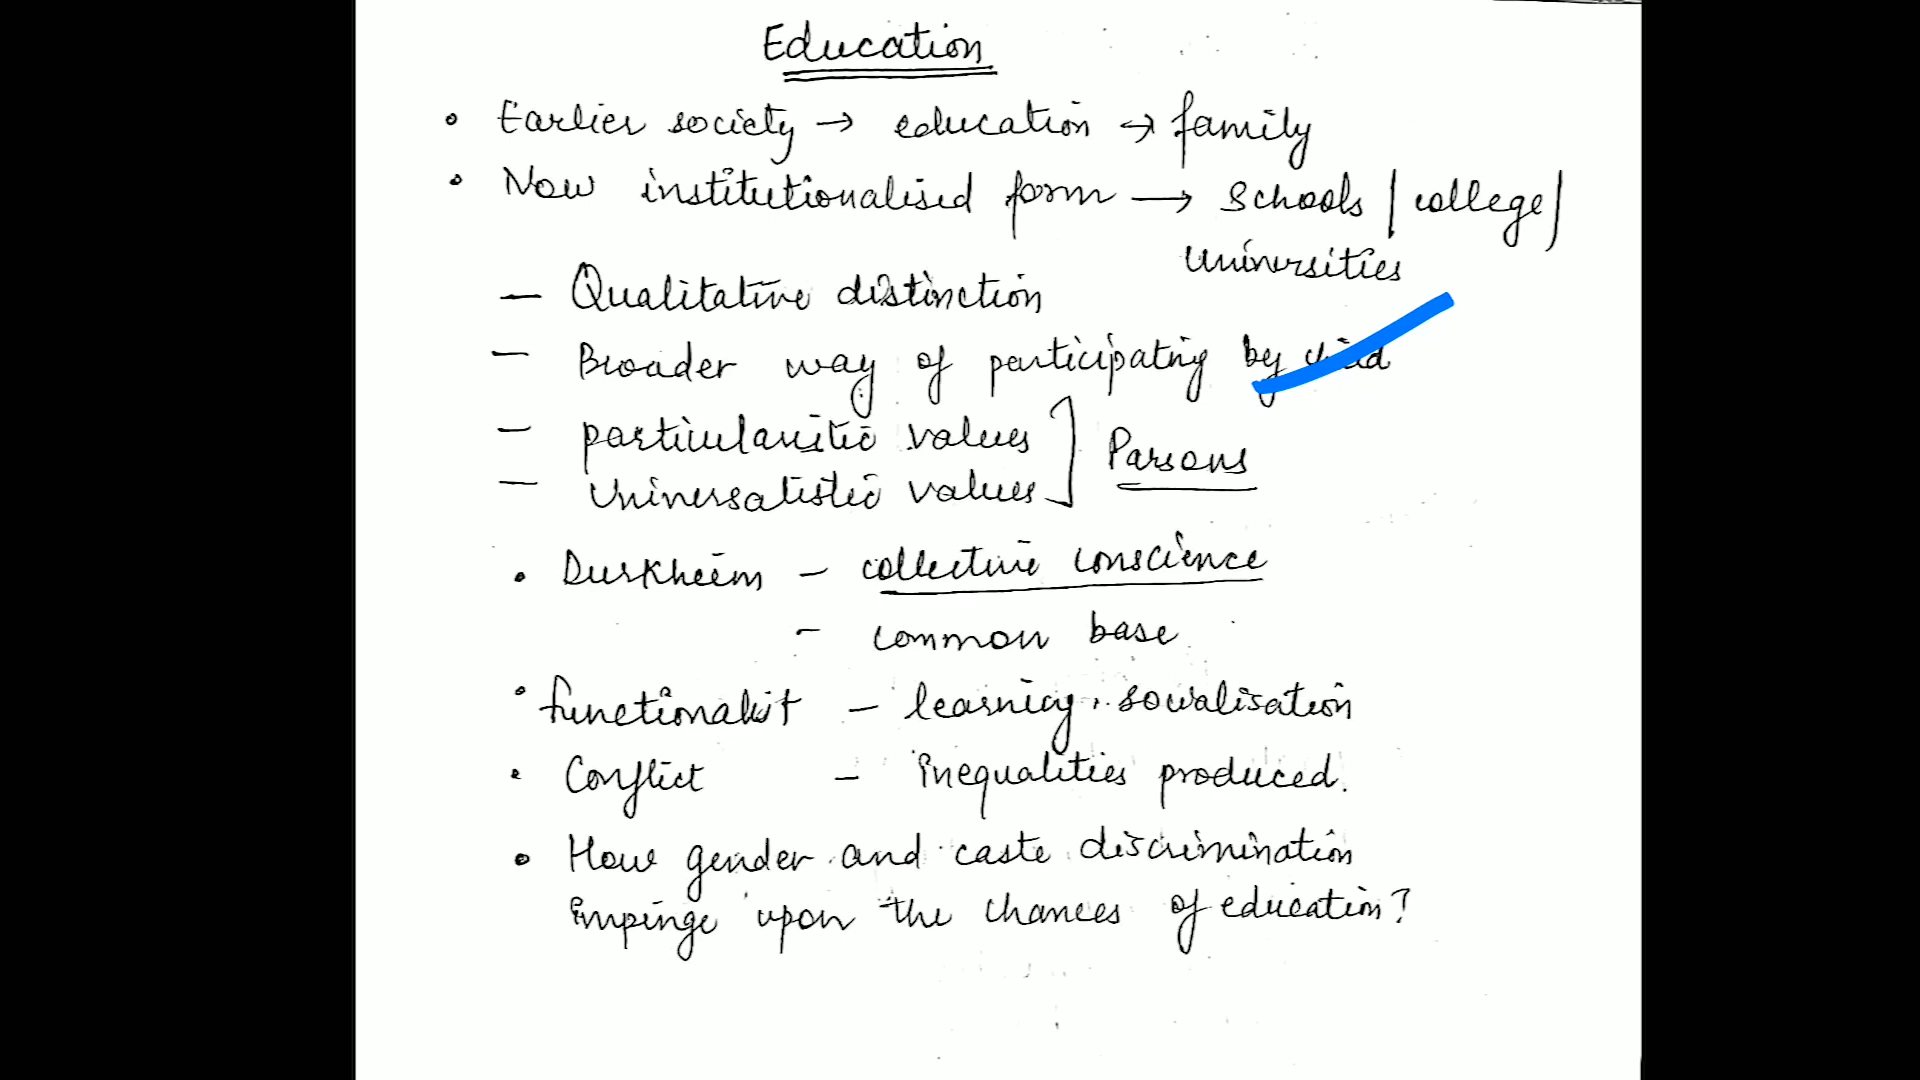 Education
• Earlier society → education → family
• Now institutionalised form → Schools / college /
universities
- Qualitative distinction
- Broader way of participating by child
- particularistic values
- Universalistic values ] Parsons
• Durkheim - collective conscience
- common base
• functionalist - learning, socialisation
• Conflict - Inequalities produced.
• How gender and caste discrimination
impinge upon the chances of education?